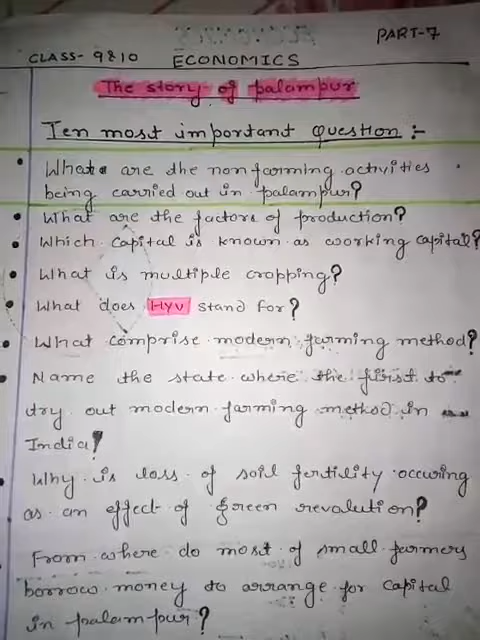 PART-7
CLASS- 9&10 ECONOMICS
The story of palampur
Ten most important question :-
• What are the non farming activities
being carried out in palampur?
• What are the factors of production?
• Which capital is known as working capital?
• What is multiple cropping?
• What does HYV stand for?
• What comprise modern farming method?
• Name the state where the first to
try out modern farming method in
India?
• Why is loss of soil fertility occuring
as an effect of green revolution?
• From where do most of small farmers
borrow money to arrange for capital
in palampur?